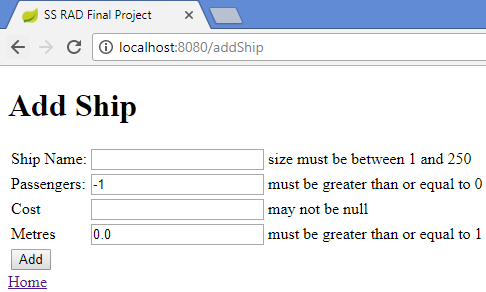 SS RAD Final Project
localhost:8080/addShip
Add Ship
Ship Name: size must be between 1 and 250
Passengers: -1 must be greater than or equal to 0
Cost may not be null
Metres 0.0 must be greater than or equal to 1
Add
Home